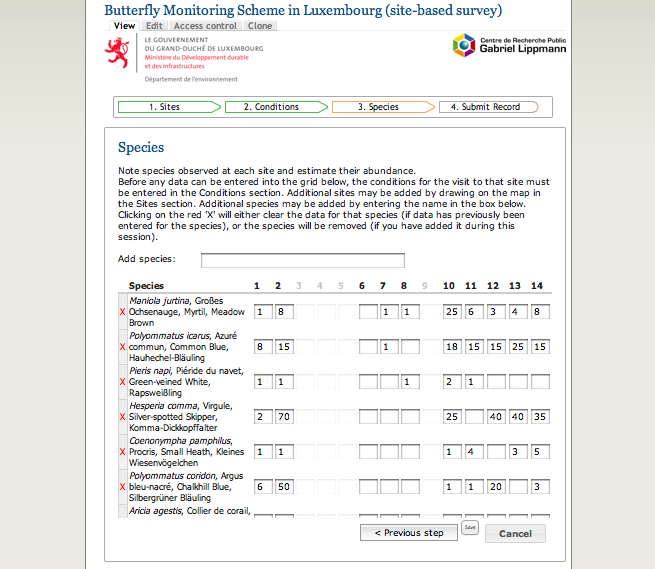 Butterfly Monitoring Scheme in Luxembourg (site-based survey)
View Edit Access control Clone
LE GOUVERNEMENT
DU GRAND-DUCHÉ DE LUXEMBOURG
Ministère du Développement durable
et des Infrastructures
Département de l'environnement
Centre de Recherche Public
Gabriel Lippmann
1. Sites 2. Conditions 3. Species 4. Submit Record
Species
Note species observed at each site and estimate their abundance.
Before any data can be entered into the grid below, the conditions for the visit to that site must
be entered in the Conditions section. Additional sites may be added by drawing on the map in
the Sites section. Additional species may be added by entering the name in the box below.
Clicking on the red 'X' will either clear the data for that species (if data has previously been
entered for the species), or the species will be removed (if you have added it during this
session).
Add species:
Species 1 2 3 4 5 6 7 8 9 10 11 12 13 14
Maniola jurtina, Großes
X Ochsenauge, Myrtil, Meadow 1 8 1 1 25 6 3 4 8
Brown
Polyommatus icarus, Azuré
X commun, Common Blue, 8 15 1 18 15 15 25 15
Hauhechel-Bläuling
Pieris napi, Piéride du navet,
X Green-veined White, 1 1 1 2 1
Rapsweißling
Hesperia comma, Virgule,
X Silver-spotted Skipper, 2 70 25 40 40 35
Komma-Dickkopffalter
Coenonympha pamphilus,
X Procris, Small Heath, Kleines 1 1 1 4 3 5
Wiesenvögelchen
Polyommatus coridon, Argus
X bleu-nacré, Chalkhill Blue, 6 50 1 1 20 3
Silbergrüner Bläuling
Aricia agestis, Collier de corail,
< Previous step Save Cancel